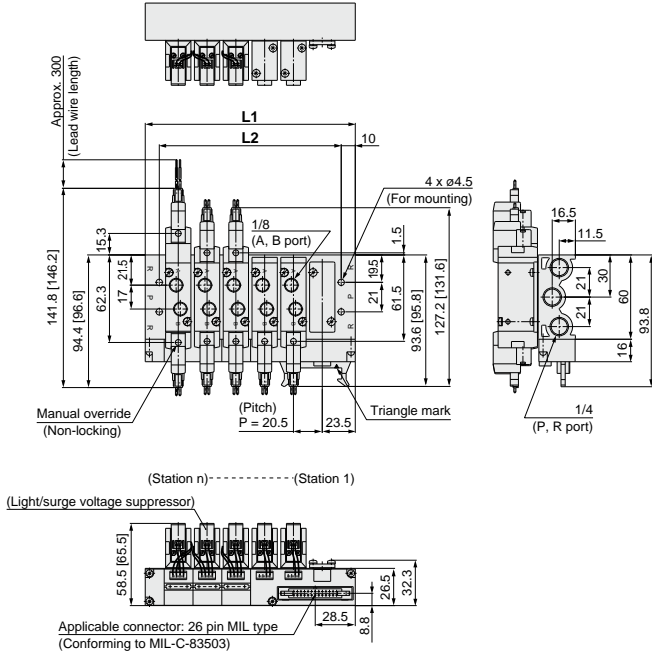 Approx. 300
(Lead wire length)
L1
L2
10
4 x ø4.5
(For mounting)
1/8
(A, B port)
15.3
21.5
17
62.3
141.8 [146.2]
94.4 [96.6]
R
P
R
R
P
R
1.5
19.5
21
61.5
93.6 [95.8]
127.2 [131.6]
16.5
11.5
21
21
30
60
16
93.8
Manual override
(Non-locking)
(Pitch)
P = 20.5
23.5
Triangle mark
1/4
(P, R port)
(Station n)
(Station 1)
(Light/surge voltage suppressor)
58.5 [65.5]
28.5
8.8
26.5
32.3
Applicable connector: 26 pin MIL type
(Conforming to MIL-C-83503)